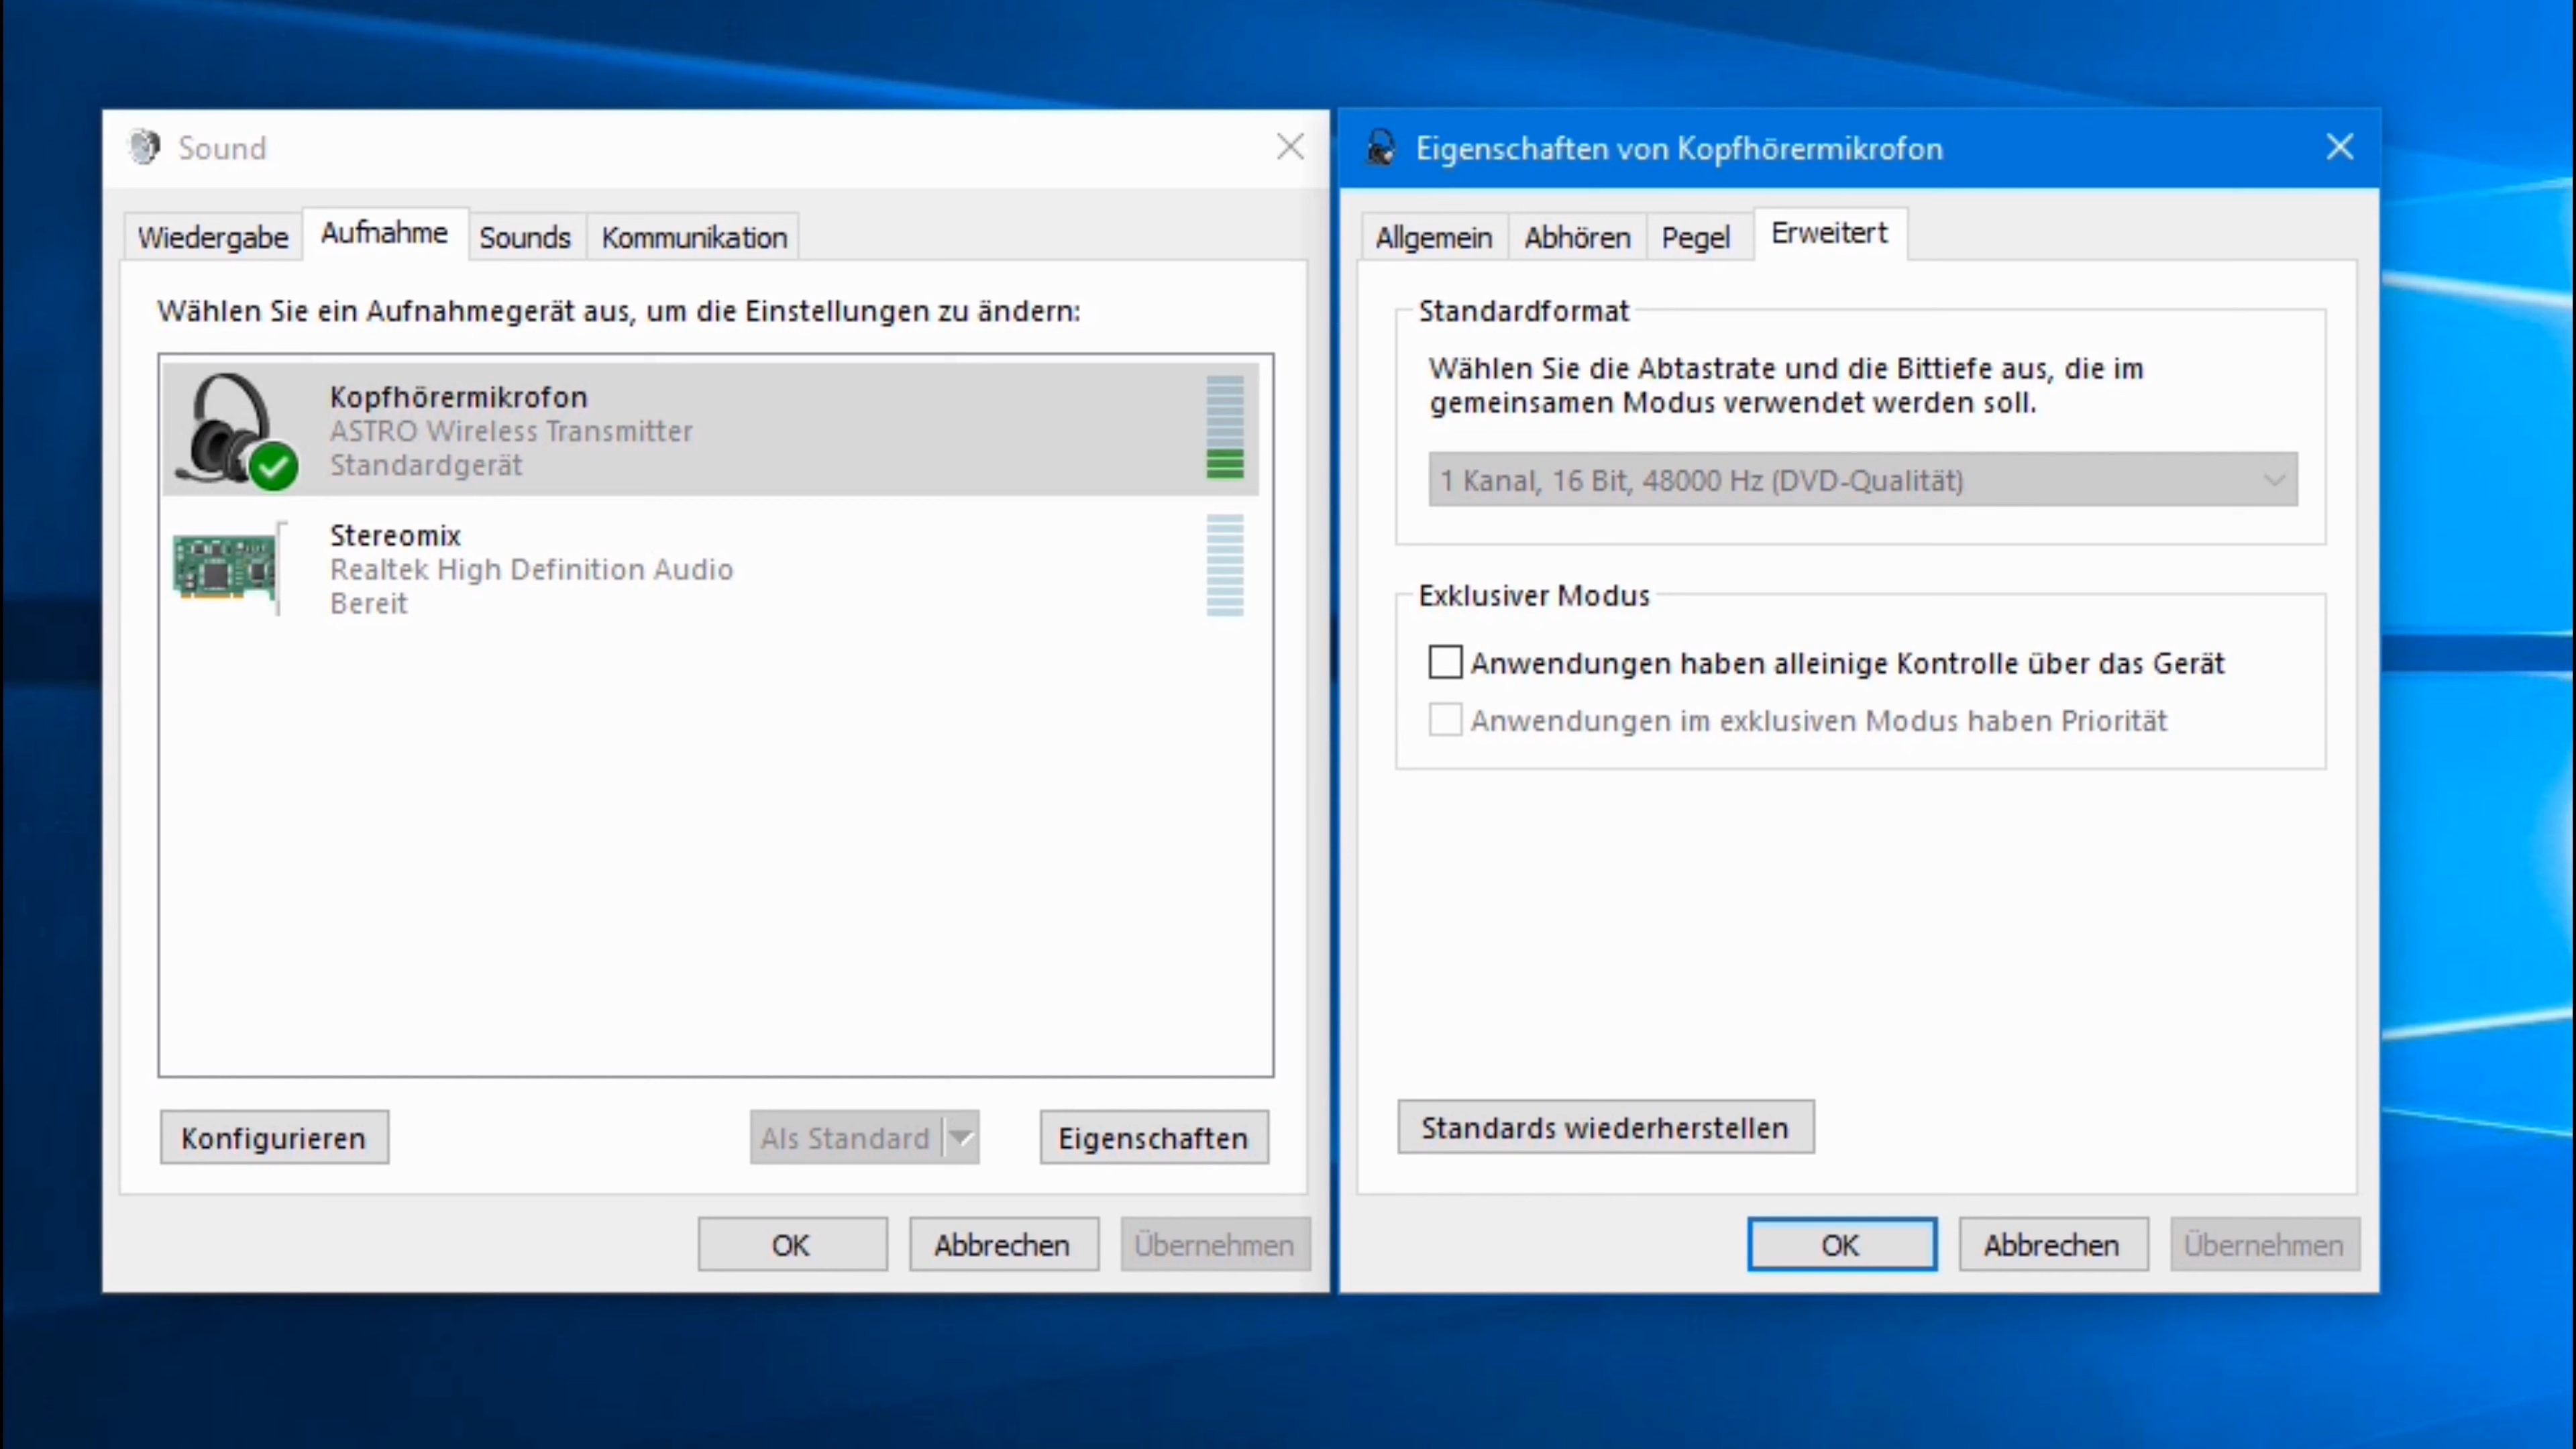 Sound
Wiedergabe Aufnahme Sounds Kommunikation
Wählen Sie ein Aufnahmegerät aus, um die Einstellungen zu ändern:
Kopfhörermikrofon
ASTRO Wireless Transmitter
Standardgerät
Stereomix
Realtek High Definition Audio
Bereit
Konfigurieren Als Standard Eigenschaften
OK Abbrechen Übernehmen
Eigenschaften von Kopfhörermikrofon
Allgemein Abhören Pegel Erweitert
Standardformat
Wählen Sie die Abtastrate und die Bittiefe aus, die im
gemeinsamen Modus verwendet werden soll.
1 Kanal, 16 Bit, 48000 Hz (DVD-Qualität)
Exklusiver Modus
Anwendungen haben alleinige Kontrolle über das Gerät
Anwendungen im exklusiven Modus haben Priorität
Standards wiederherstellen
OK Abbrechen Übernehmen